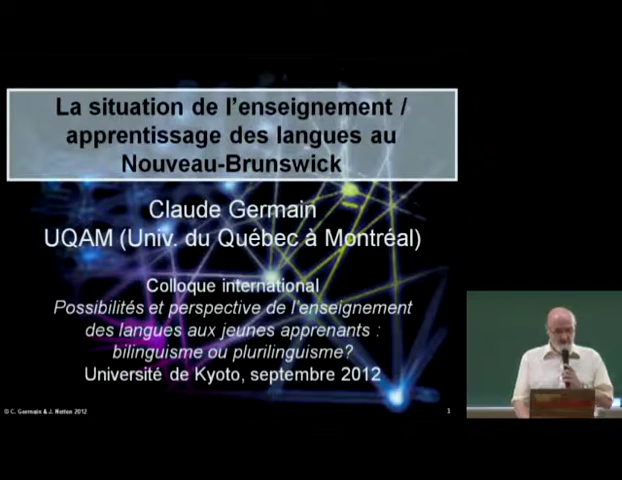 La situation de l'enseignement /
apprentissage des langues au
Nouveau-Brunswick
Claude Germain
UQAM (Univ. du Québec à Montréal)
Colloque international
Possibilités et perspective de l'enseignement
des langues aux jeunes apprenants :
bilinguisme ou plurilinguisme?
Université de Kyoto, septembre 2012
© C. Germain & J. Netten 2012
1